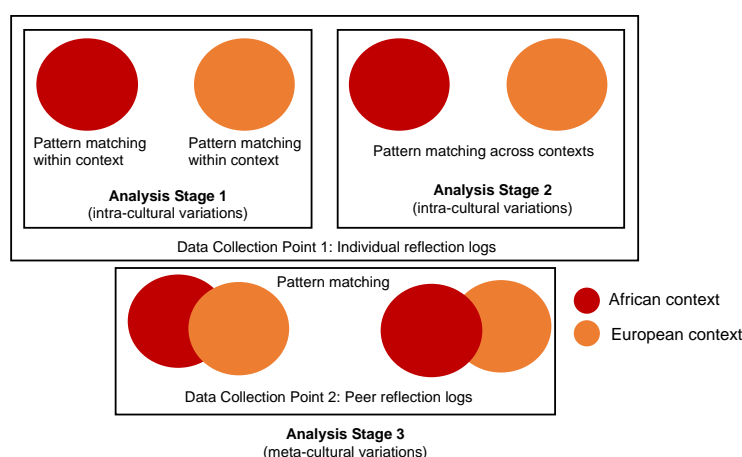 Pattern matching
within context
Pattern matching
within context
Analysis Stage 1
(intra-cultural variations)
Pattern matching across contexts
Analysis Stage 2
(intra-cultural variations)
Data Collection Point 1: Individual reflection logs
Pattern matching
Data Collection Point 2: Peer reflection logs
African context
European context
Analysis Stage 3
(meta-cultural variations)